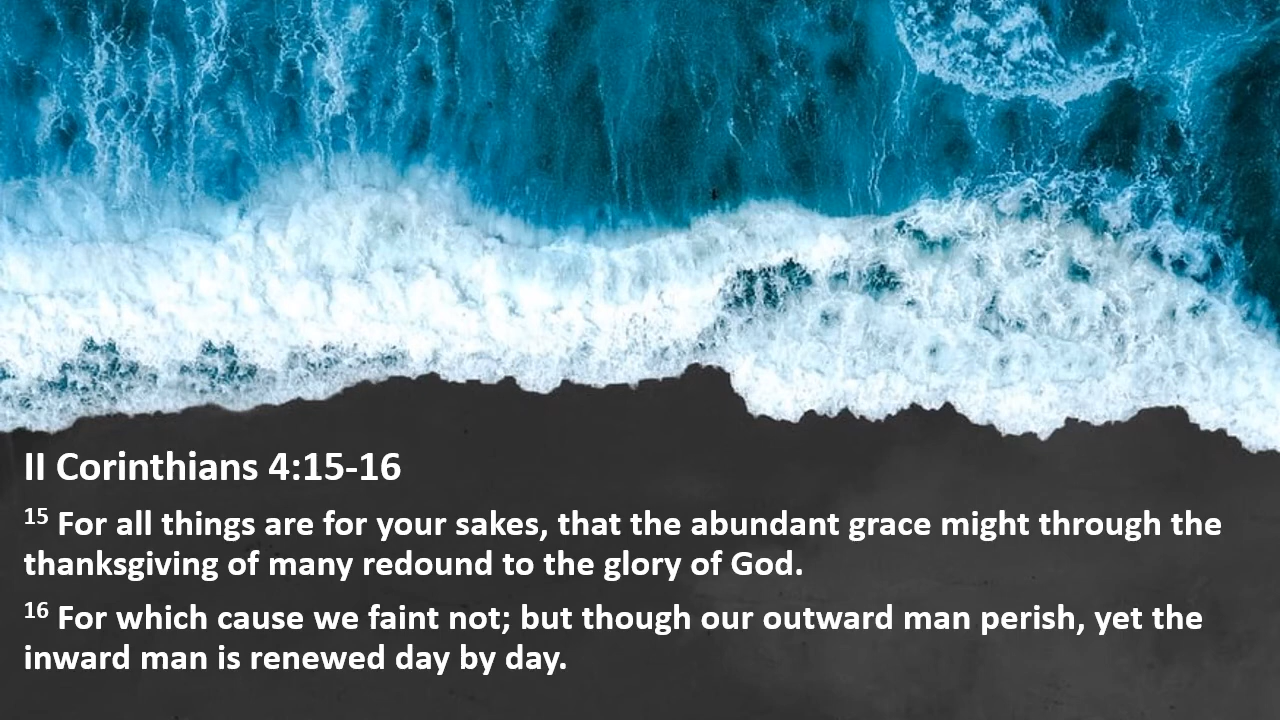 II Corinthians 4:15-16
15 For all things are for your sakes, that the abundant grace might through the
thanksgiving of many redound to the glory of God.
16 For which cause we faint not; but though our outward man perish, yet the
inward man is renewed day by day.